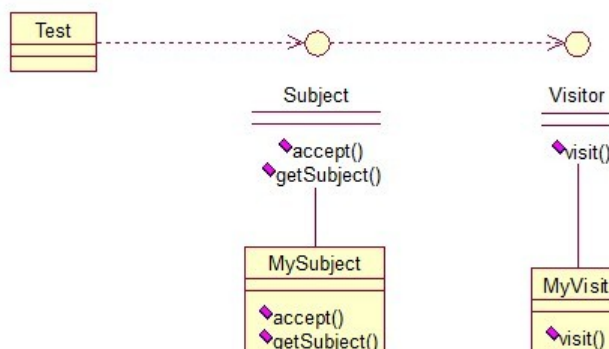 Test
Subject
Visitor
accept()
getSubject()
visit()
MySubject
MyVisit
accept()
getSubject()
visit()